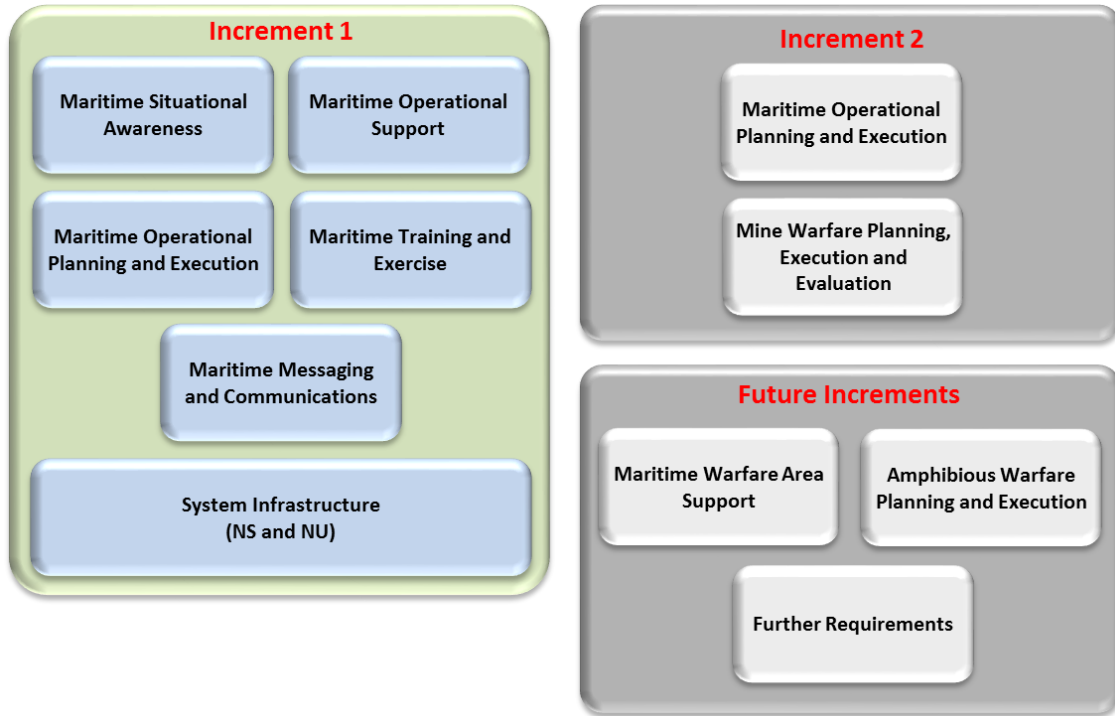 Increment 1
Maritime Situational
Awareness
Maritime Operational
Support
Maritime Operational
Planning and Execution
Maritime Training and
Exercise
Maritime Messaging
and Communications
System Infrastructure
(NS and NU)
Increment 2
Maritime Operational
Planning and Execution
Mine Warfare Planning,
Execution and
Evaluation
Future Increments
Maritime Warfare Area
Support
Amphibious Warfare
Planning and Execution
Further Requirements